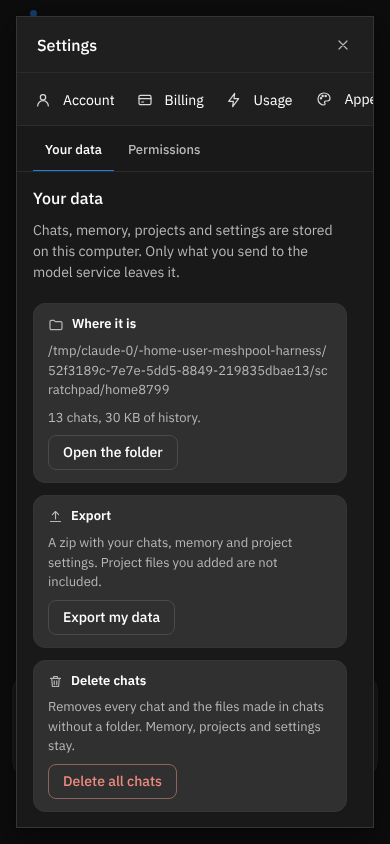 Settings
Account
Billing
Usage
Appe
Your data
Permissions
Your data
Chats, memory, projects and settings are stored
on this computer. Only what you send to the
model service leaves it.
Where it is
/tmp/claude-0/-home-user-meshpool-harness/
52f3189c-7e7e-5dd5-8849-219835dbae13/sc
ratchpad/home8799
13 chats, 30 KB of history.
Open the folder
Export
A zip with your chats, memory and project
settings. Project files you added are not
included.
Export my data
Delete chats
Removes every chat and the files made in chats
without a folder. Memory, projects and settings
stay.
Delete all chats